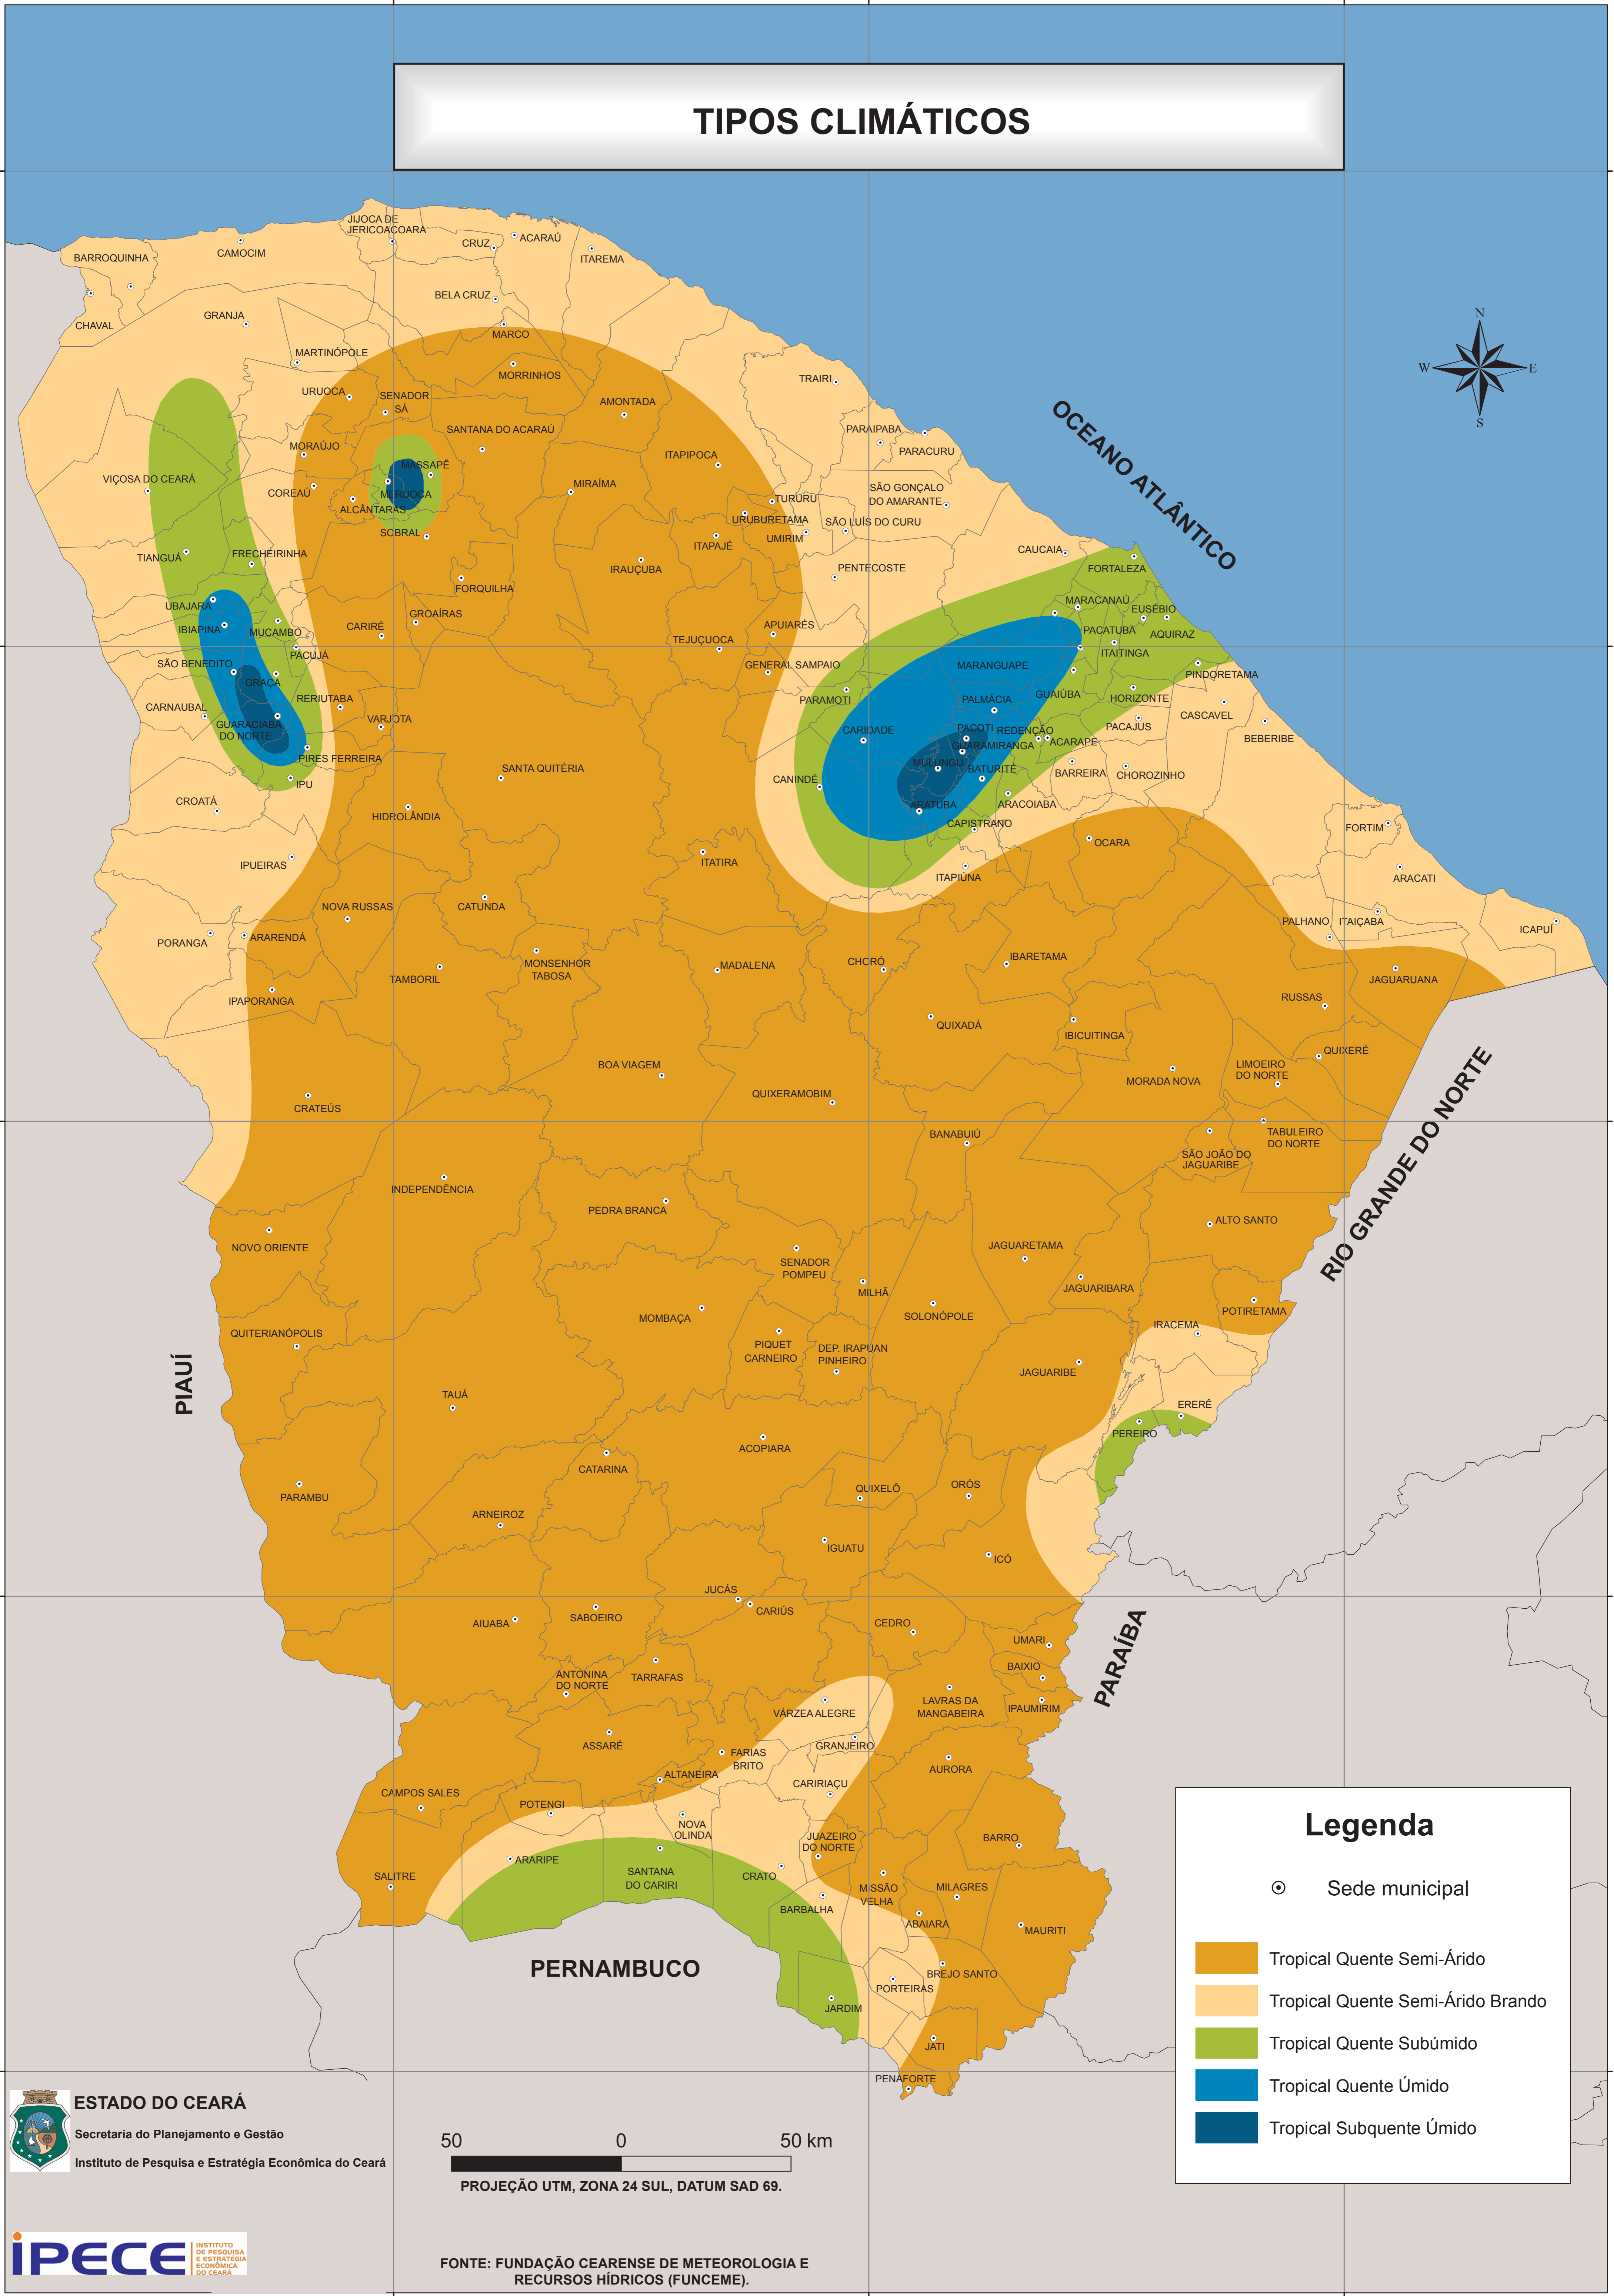 TIPOS CLIMÁTICOS
N
W
E
S
OCEANO ATLÂNTICO
RIO GRANDE DO NORTE
PARAÍBA
PERNAMBUCO
PIAUÍ
JIJOCA DE
JERICOACOARA
CRUZ
ACARAÚ
ITAREMA
BARROQUINHA
CAMOCIM
BELA CRUZ
CHAVAL
GRANJA
MARCO
MARTINÓPOLE
MORRINHOS
TRAIRI
URUOCA
SENADOR
SÁ
AMONTADA
SANTANA DO ACARAÚ
PARAIPABA
PARACURU
MORAÚJO
ITAPIPOCA
MASSAPÊ
VIÇOSA DO CEARÁ
COREAÚ
MERUOCA
MIRAÍMA
SÃO GONÇALO
DO AMARANTE
TURURU
ALCÂNTARAS
URUBURETAMA
SÃO LUÍS DO CURU
SOBRAL
UMIRIM
ITAPAJÉ
CAUCAIA
TIANGUÁ
FRECHEIRINHA
IRAUÇUBA
PENTECOSTE
FORTALEZA
FORQUILHA
UBAJARA
MARACANAÚ
EUSÉBIO
GROAÍRAS
IBIAPINA
MUCAMBO
CARIRÉ
APUIARÉS
PACATUBA
AQUIRAZ
TEJUÇUOCA
PACUJÁ
ITAITINGA
SÃO BENEDITO
GENERAL SAMPAIO
MARANGUAPE
PINDORETAMA
GRAÇA
RERIUTABA
PARAMOTI
PALMÁCIA
GUAIÚBA
HORIZONTE
CARNAUBAL
VARJOTA
CASCAVEL
GUARACIABA
DO NORTE
CARIDADE
PACOTI
REDENÇÃO
PACAJUS
BEBERIBE
GUARAMIRANGA
ACARAPE
PIRES FERREIRA
MULUNGU
BATURITÉ
SANTA QUITÉRIA
CANINDÉ
BARREIRA
CHOROZINHO
IPU
CROATÁ
ARATUBA
ARACOIABA
HIDROLÂNDIA
CAPISTRANO
FORTIM
OCARA
IPUEIRAS
ITATIRA
ITAPIÚNA
ARACATI
NOVA RUSSAS
CATUNDA
PALHANO
ITAIÇABA
ICAPUÍ
PORANGA
ARARENDÁ
MONSENHOR
TABOSA
MADALENA
CHORÓ
IBARETAMA
TAMBORIL
JAGUARUANA
IPAPORANGA
RUSSAS
QUIXADÁ
IBICUITINGA
QUIXERÉ
BOA VIAGEM
LIMOEIRO
DO NORTE
MORADA NOVA
CRATEÚS
QUIXERAMOBIM
BANABUIÚ
TABULEIRO
DO NORTE
SÃO JOÃO DO
JAGUARIBE
INDEPENDÊNCIA
PEDRA BRANCA
ALTO SANTO
NOVO ORIENTE
JAGUARETAMA
SENADOR
POMPEU
JAGUARIBARA
MILHÃ
SOLONÓPOLE
POTIRETAMA
MOMBAÇA
IRACEMA
QUITERIANÓPOLIS
PIQUET
CARNEIRO
DEP. IRAPUAN
PINHEIRO
JAGUARIBE
TAUÁ
ERERÊ
PEREIRO
ACOPIARA
CATARINA
QUIXELÔ
ORÓS
PARAMBU
ARNEIROZ
IGUATU
ICÓ
JUCÁS
CARIÚS
SABOEIRO
AIUABA
CEDRO
UMARI
BAIXIO
ANTONINA
DO NORTE
TARRAFAS
LAVRAS DA
MANGABEIRA
IPAUMIRIM
VÁRZEA ALEGRE
ASSARÉ
FARIAS
BRITO
GRANJEIRO
AURORA
ALTANEIRA
CARIRIAÇU
CAMPOS SALES
POTENGI
NOVA
OLINDA
JUAZEIRO
DO NORTE
BARRO
ARARIPE
SALITRE
SANTANA
DO CARIRI
CRATO
MISSÃO
VELHA
MILAGRES
BARBALHA
ABAIARA
MAURITI
BREJO SANTO
PORTEIRAS
JARDIM
JATI
PENAFORTE
Legenda
Sede municipal
Tropical Quente Semi-Árido
Tropical Quente Semi-Árido Brando
Tropical Quente Subúmido
Tropical Quente Úmido
Tropical Subquente Úmido
ESTADO DO CEARÁ
Secretaria do Planejamento e Gestão
Instituto de Pesquisa e Estratégia Econômica do Ceará
50 0 50 km
PROJEÇÃO UTM, ZONA 24 SUL, DATUM SAD 69.
iPECE
INSTITUTO
DE PESQUISA
E ESTRATÉGIA
ECONÔMICA
DO CEARÁ
FONTE: FUNDAÇÃO CEARENSE DE METEOROLOGIA E
RECURSOS HÍDRICOS (FUNCEME).